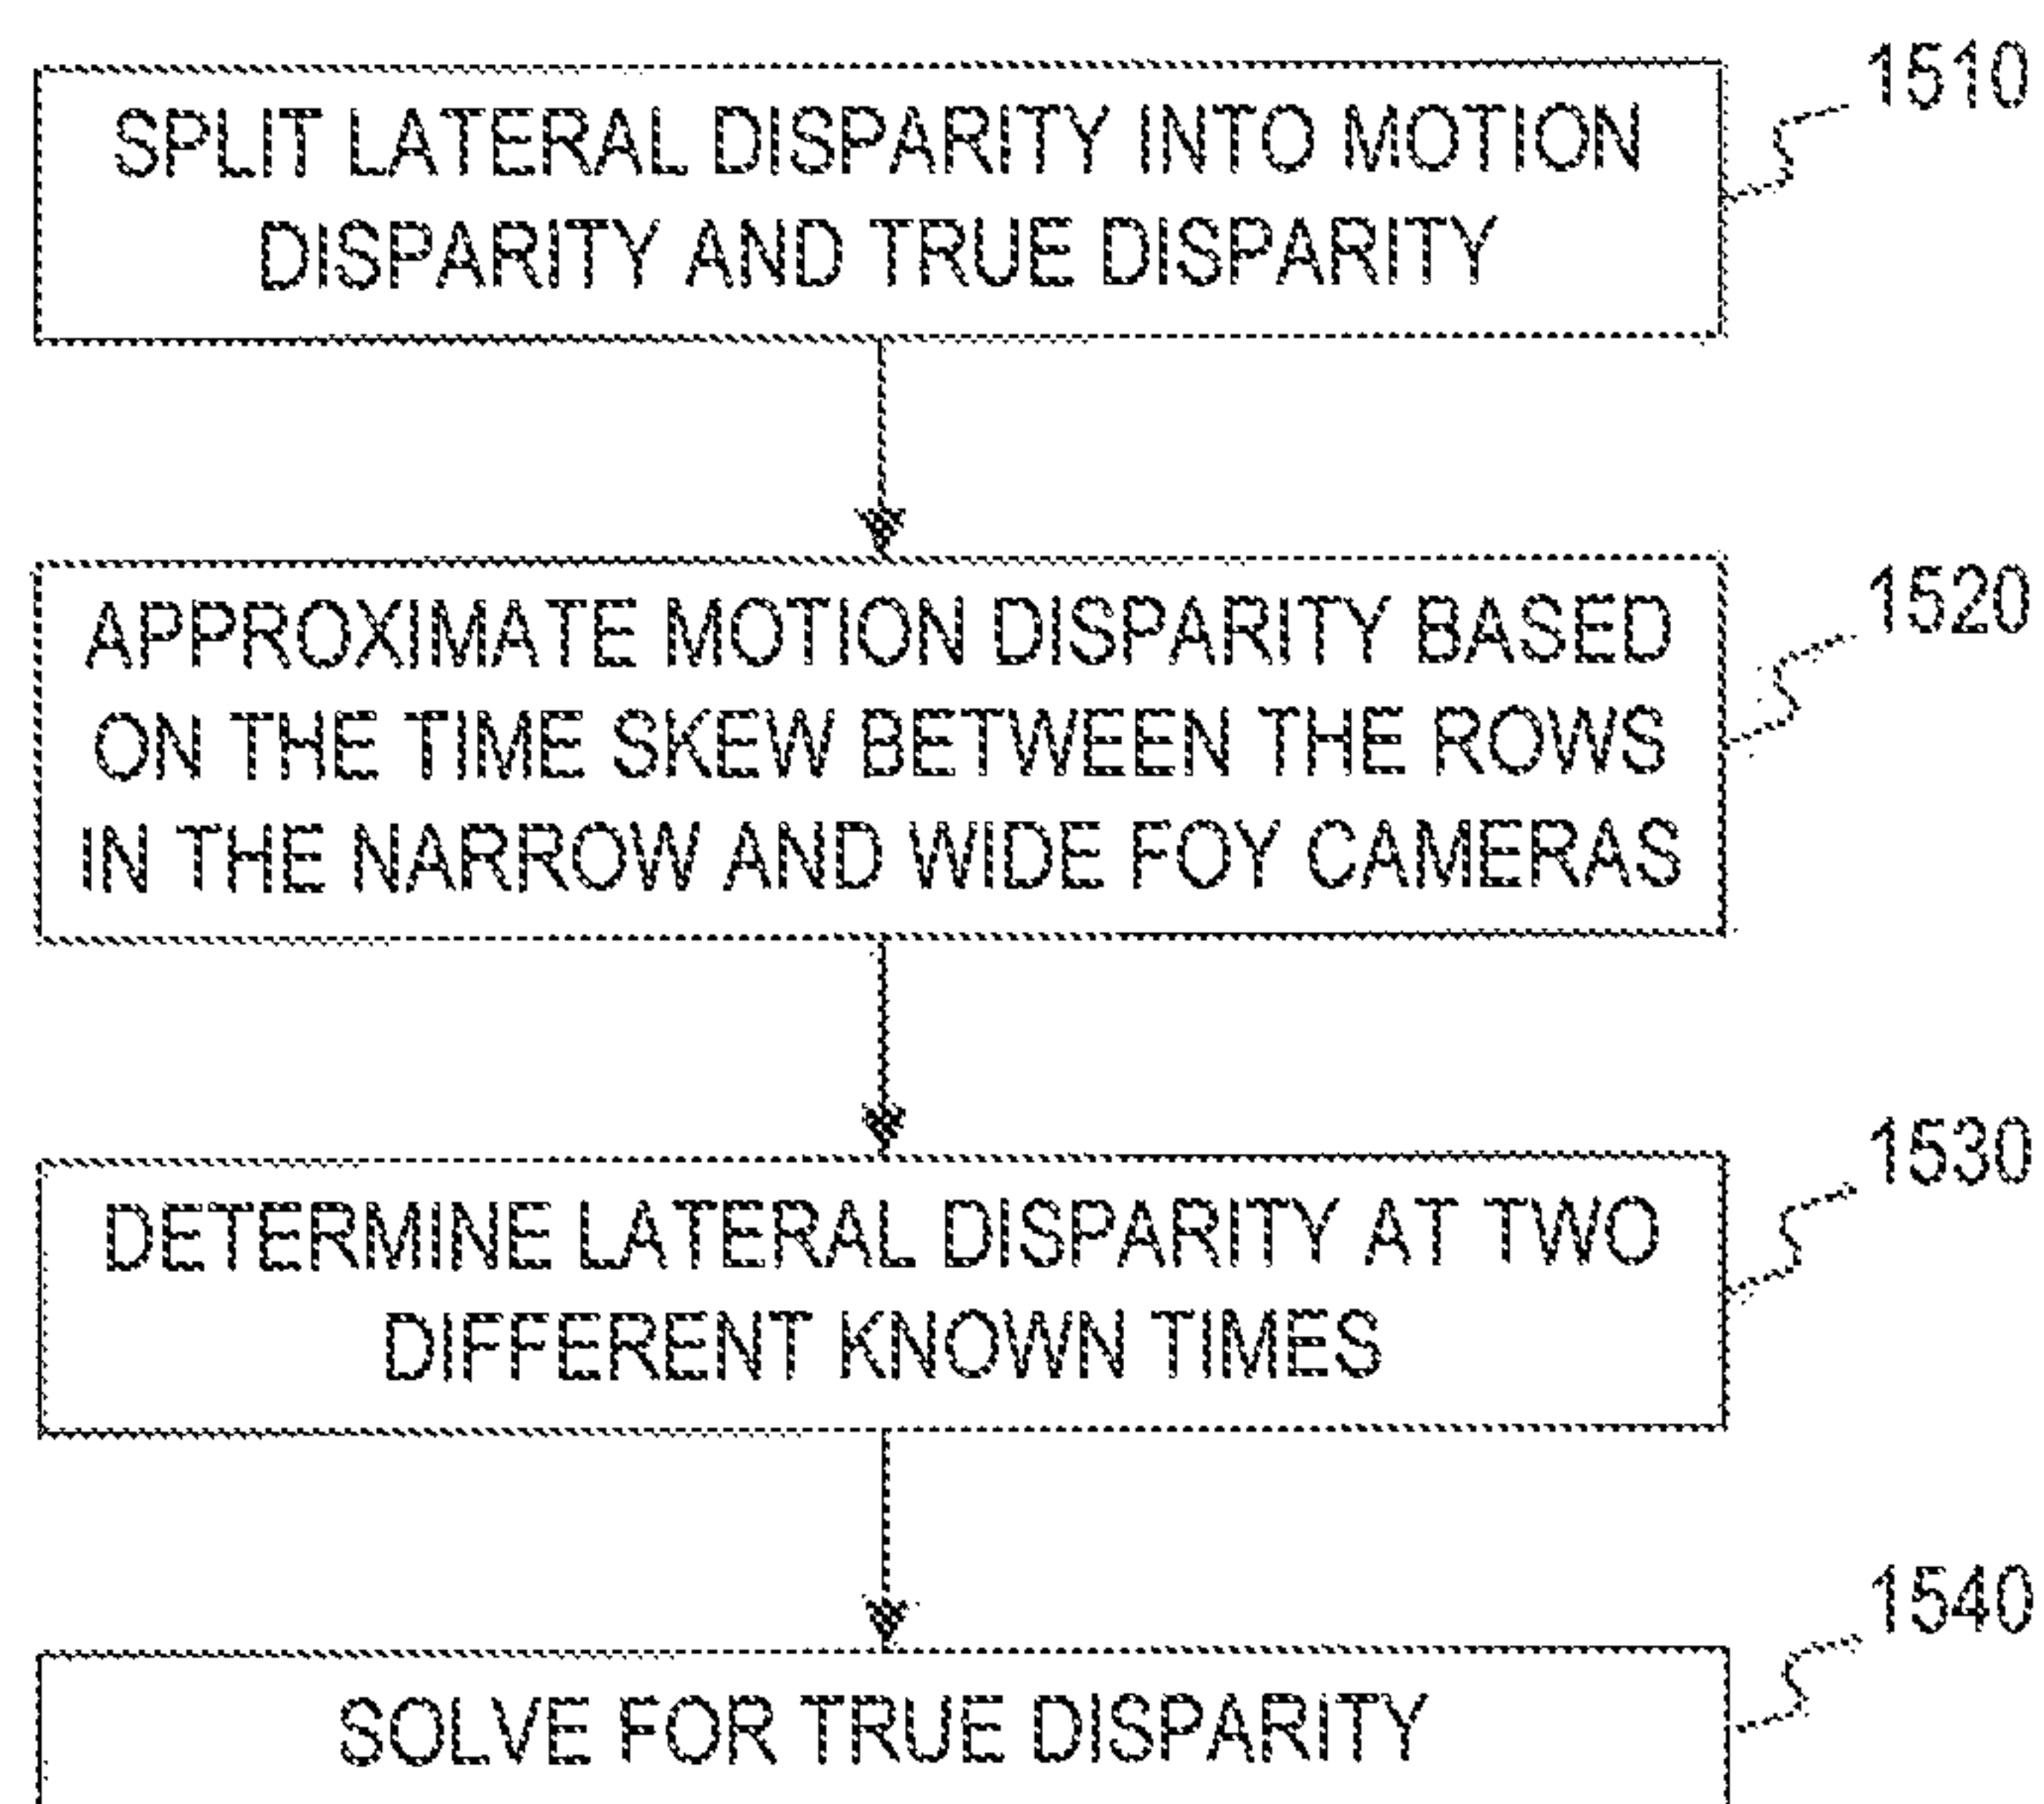 1510
SPLIT LATERAL DISPARITY INTO MOTION
DISPARITY AND TRUE DISPARITY
1520
APPROXIMATE MOTION DISPARITY BASED
ON THE TIME SKEW BETWEEN THE ROWS
IN THE NARROW AND WIDE FOY CAMERAS
1530
DETERMINE LATERAL DISPARITY AT TWO
DIFFERENT KNOWN TIMES
1540
SOLVE FOR TRUE DISPARITY